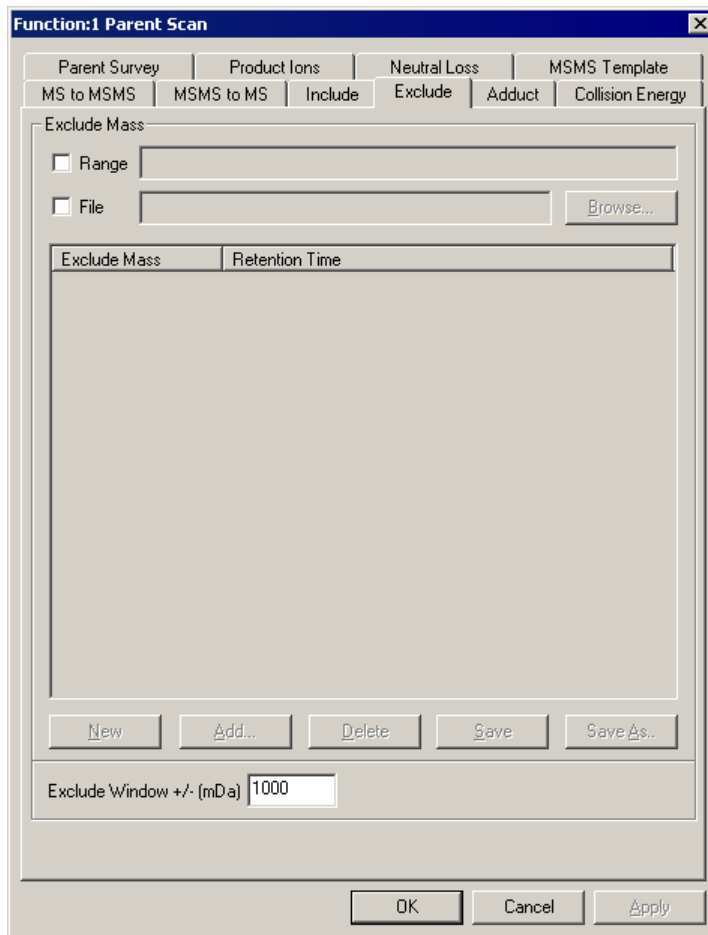 Function:1 Parent Scan
Parent Survey Product Ions Neutral Loss MSMS Template
MS to MSMS MSMS to MS Include Exclude Adduct Collision Energy
Exclude Mass
Range
File Browse...
Exclude Mass Retention Time
New Add... Delete Save Save As..
Exclude Window +/- (mDa) 1000
OK Cancel Apply